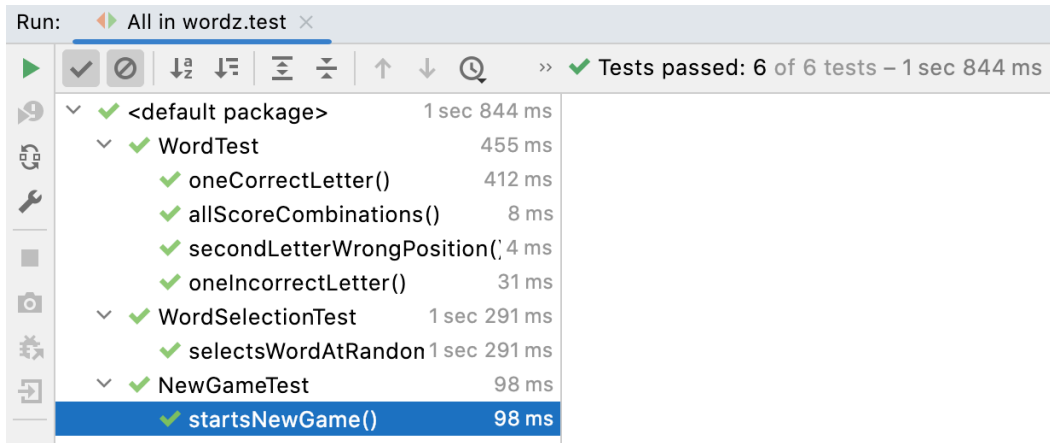 Run: All in wordz.test
Tests passed: 6 of 6 tests – 1 sec 844 ms
<default package> 1 sec 844 ms
WordTest 455 ms
oneCorrectLetter() 412 ms
allScoreCombinations() 8 ms
secondLetterWrongPosition() 4 ms
oneIncorrectLetter() 31 ms
WordSelectionTest 1 sec 291 ms
selectsWordAtRandon 1 sec 291 ms
NewGameTest 98 ms
startsNewGame() 98 ms